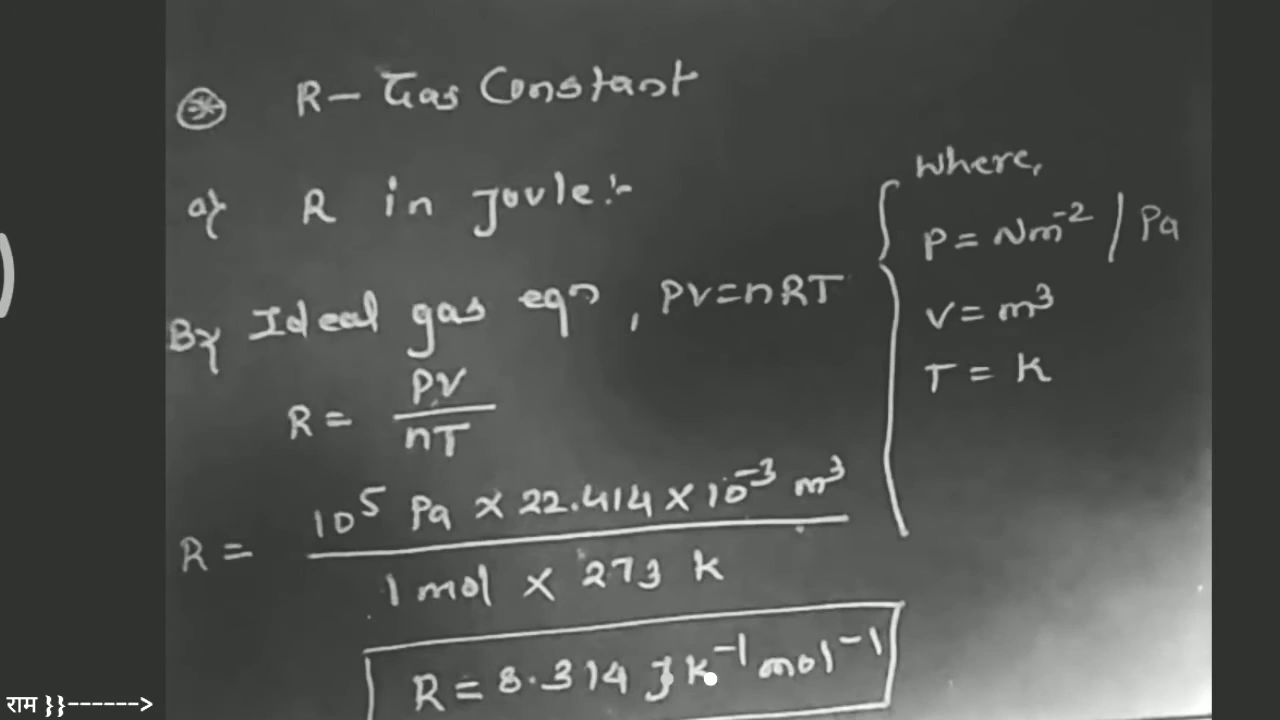 R - Gas Constant
a) R in Joule :-
By Ideal gas eqn, PV=nRT
R = PV / nT
R = 10⁵ Pa × 22.414 × 10⁻³ m³ / 1 mol × 273 K
R = 8.314 J K⁻¹ mol⁻¹
where,
P = Nm⁻² / Pa
V = m³
T = K
राम }}------>
)